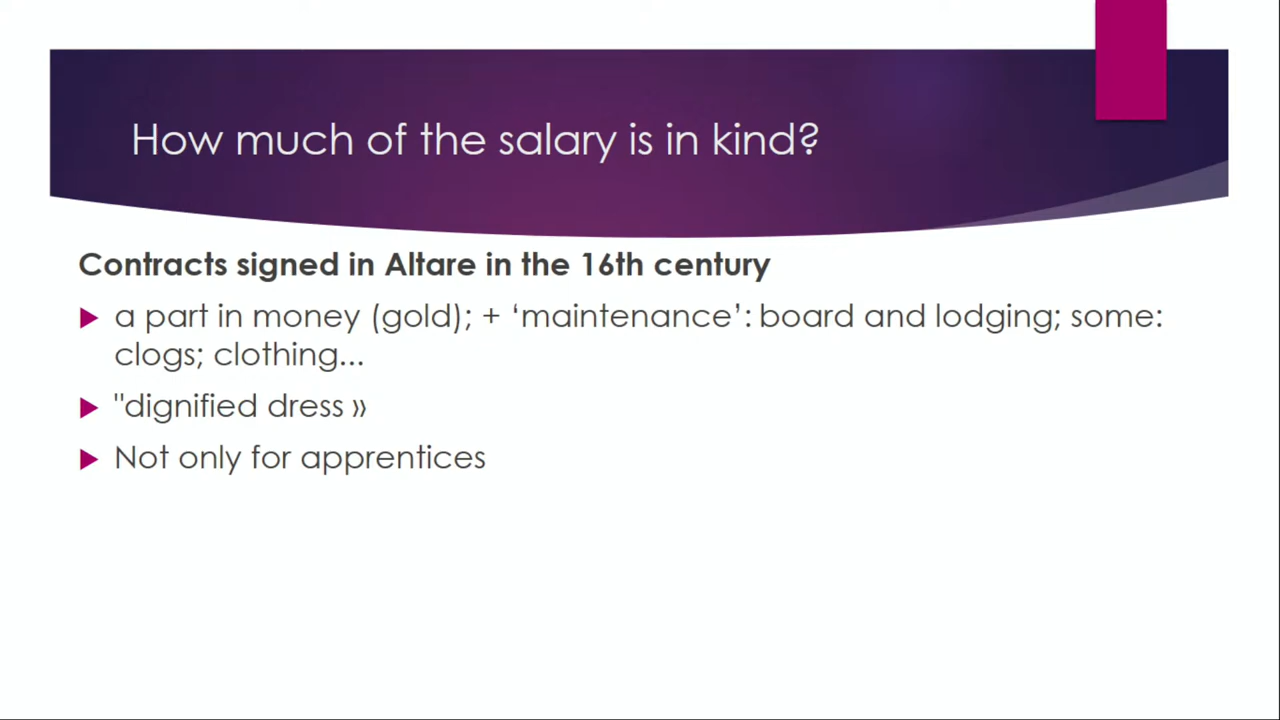 How much of the salary is in kind?
Contracts signed in Altare in the 16th century
a part in money (gold); + ‘maintenance’: board and lodging; some:
clogs; clothing...
"dignified dress »
Not only for apprentices